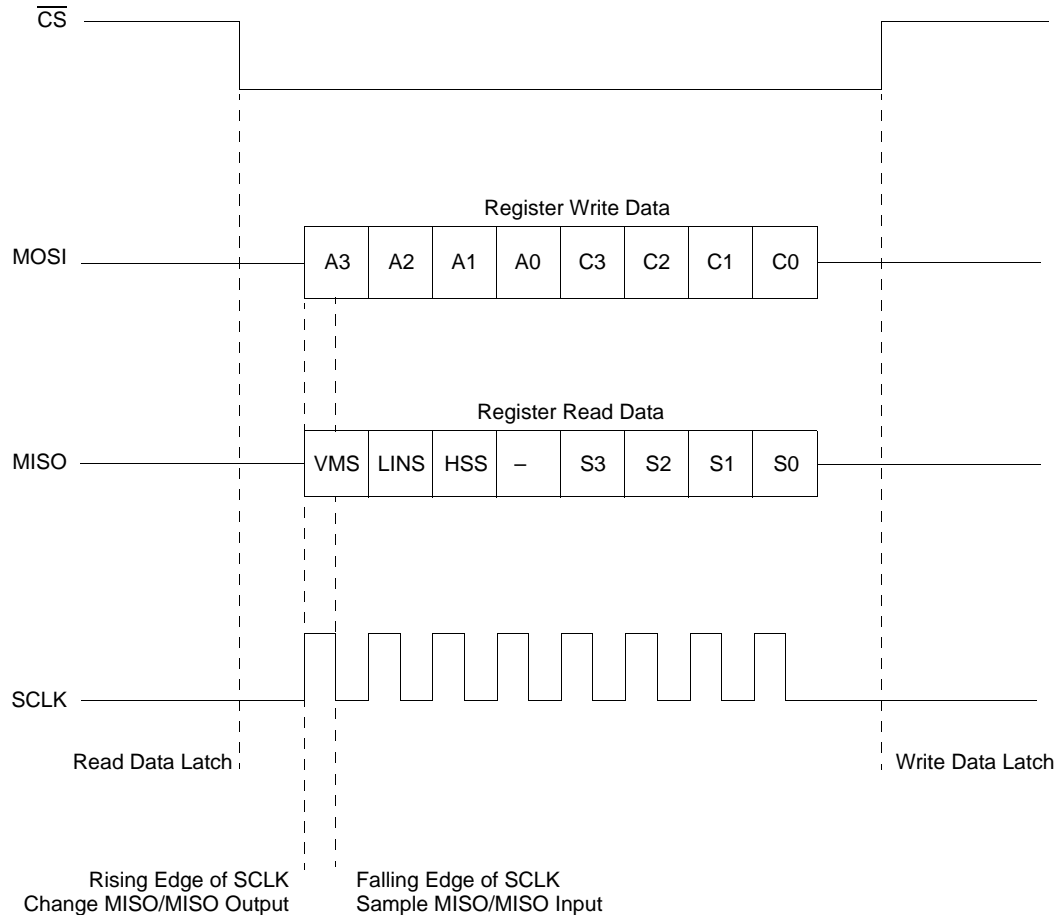 CS
Register Write Data
MOSI
A3 A2 A1 A0 C3 C2 C1 C0
Register Read Data
MISO
VMS LINS HSS – S3 S2 S1 S0
SCLK
Read Data Latch
Write Data Latch
Rising Edge of SCLK
Change MISO/MISO Output
Falling Edge of SCLK
Sample MISO/MISO Input